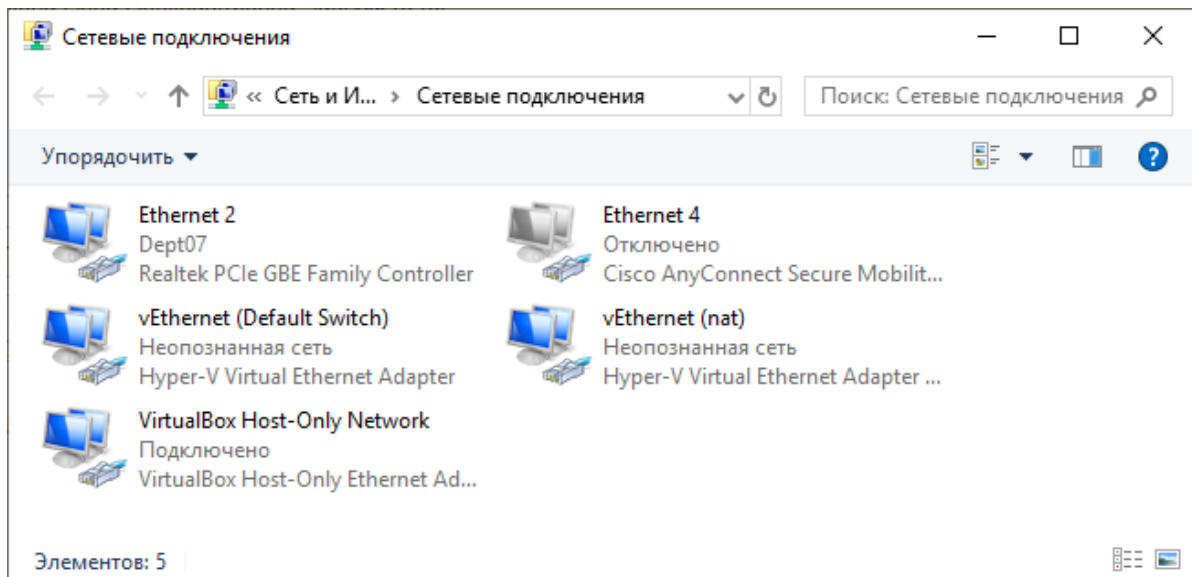 Сетевые подключения
« Сеть и И... › Сетевые подключения
Поиск: Сетевые подключения
Упорядочить
?
Ethernet 2
Dept07
Realtek PCIe GBE Family Controller
Ethernet 4
Отключено
Cisco AnyConnect Secure Mobilit...
vEthernet (Default Switch)
Неопознанная сеть
Hyper-V Virtual Ethernet Adapter
vEthernet (nat)
Неопознанная сеть
Hyper-V Virtual Ethernet Adapter ...
VirtualBox Host-Only Network
Подключено
VirtualBox Host-Only Ethernet Ad...
Элементов: 5